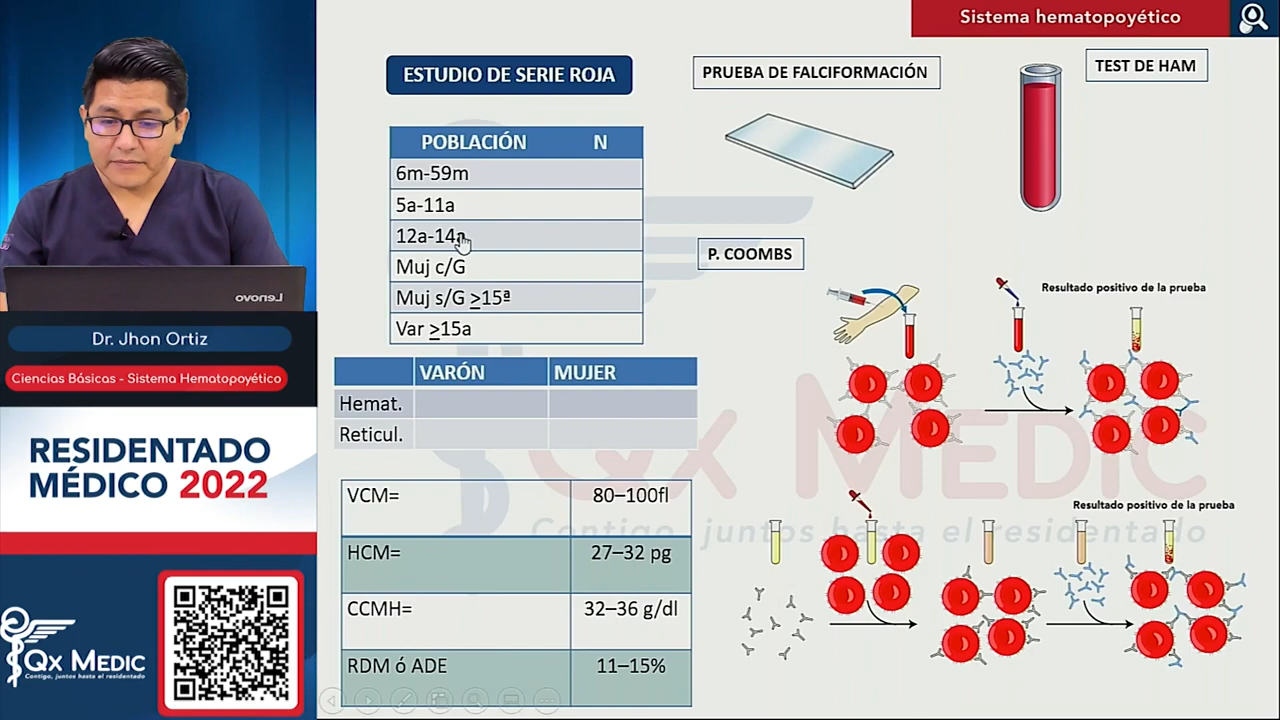 Sistema hematopoyético
ESTUDIO DE SERIE ROJA
PRUEBA DE FALCIFORMACIÓN
TEST DE HAM
POBLACIÓN N
6m-59m
5a-11a
12a-14a
Muj c/G
Muj s/G >15ª
Var >15a
P. COOMBS
Resultado positivo de la prueba
VARÓN MUJER
Hemat.
Reticul.
VCM= 80–100fl
HCM= 27–32 pg
CCMH= 32–36 g/dl
RDM ó ADE 11–15%
Resultado positivo de la prueba
Qx MEDIC
Contigo, juntos hasta el residentado
Lenovo
Dr. Jhon Ortiz
Ciencias Básicas - Sistema Hematopoyético
RESIDENTADO
MÉDICO 2022
Qx MEDIC
Contigo, juntos hasta el residentado